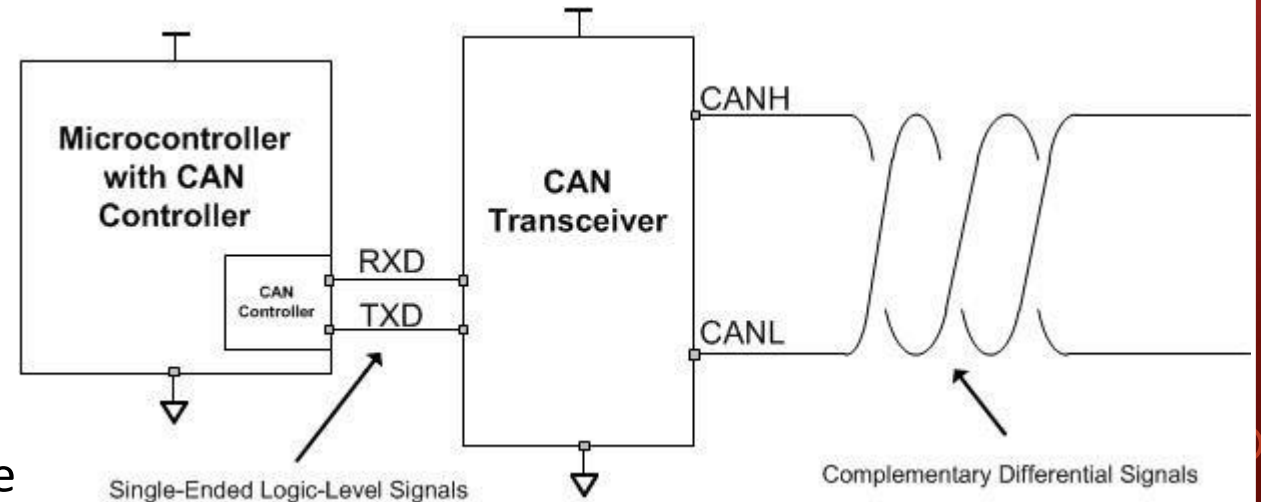 Microcontroller
with CAN
Controller
CAN
Controller
RXD
TXD
CAN
Transceiver
CANH
CANL
Single-Ended Logic-Level Signals
Complementary Differential Signals
e